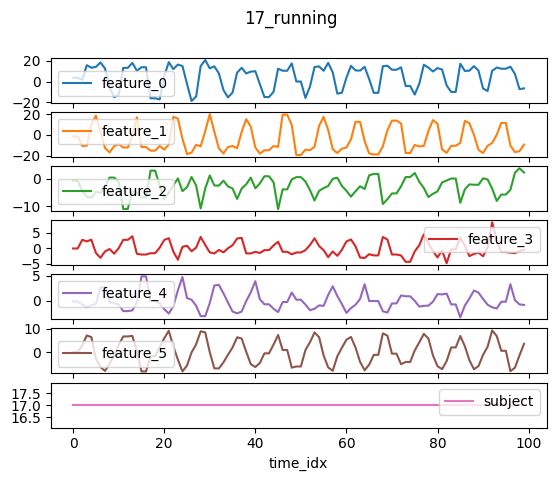 17_running
20
0
−20
feature_0
20
0
−20
feature_1
0
−10
feature_2
5
0
−5
feature_3
5
0
feature_4
10
0
feature_5
17.5
17.0
16.5
subject
0 20 40 60 80 100
time_idx